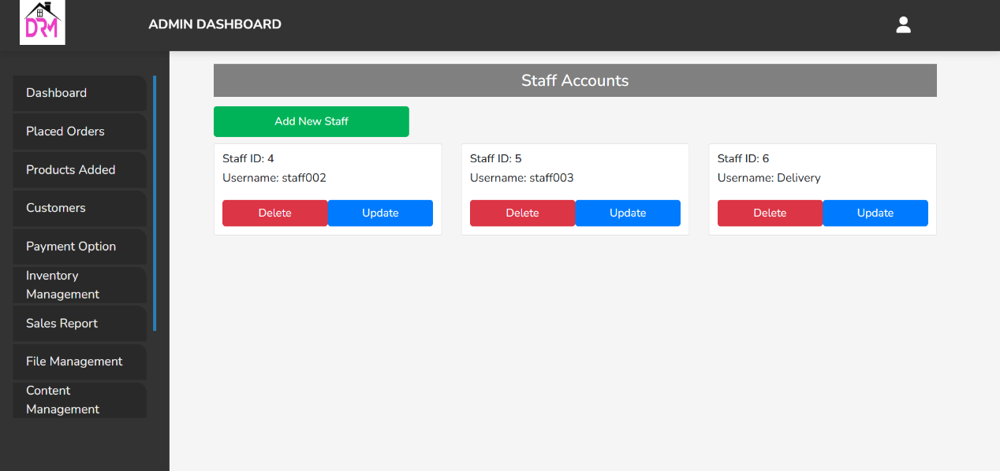 DRM
ADMIN DASHBOARD
Dashboard
Placed Orders
Products Added
Customers
Payment Option
Inventory
Management
Sales Report
File Management
Content
Management
Staff Accounts
Add New Staff
Staff ID: 4
Username: staff002
Delete Update
Staff ID: 5
Username: staff003
Delete Update
Staff ID: 6
Username: Delivery
Delete Update